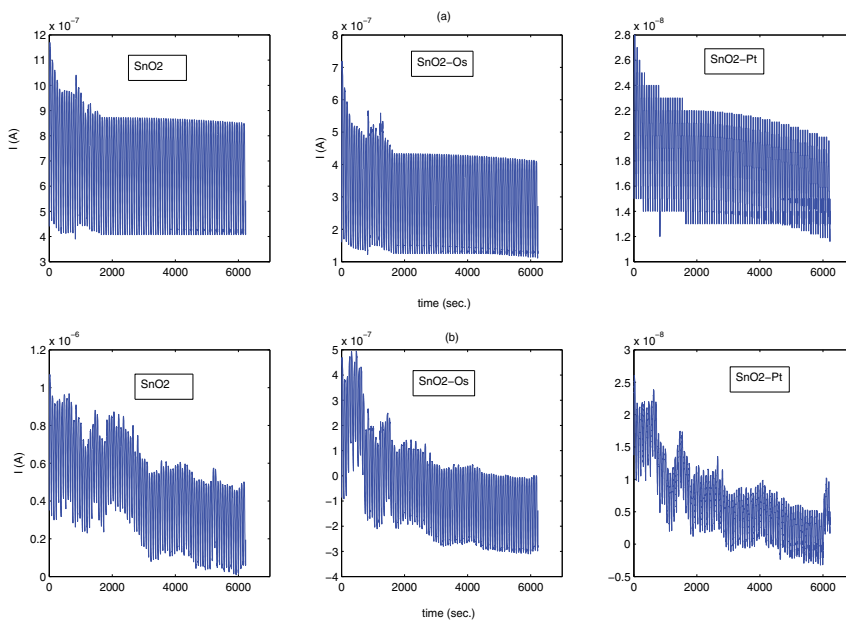 (a)
x 10⁻⁷
12
11
10
9
8
7
6
5
4
3
I (A)
SnO2
0 2000 4000 6000
x 10⁻⁷
8
7
6
5
4
3
2
1
I (A)
SnO2−Os
0 2000 4000 6000
x 10⁻⁸
2.8
2.6
2.4
2.2
2
1.8
1.6
1.4
1.2
1
SnO2−Pt
0 2000 4000 6000
time (sec.)
(b)
x 10⁻⁶
1.2
1
0.8
0.6
0.4
0.2
0
I (A)
SnO2
0 2000 4000 6000
x 10⁻⁷
5
4
3
2
1
0
−1
−2
−3
−4
SnO2−Os
0 2000 4000 6000
x 10⁻⁸
3
2.5
2
1.5
1
0.5
0
−0.5
SnO2−Pt
0 2000 4000 6000
time (sec.)